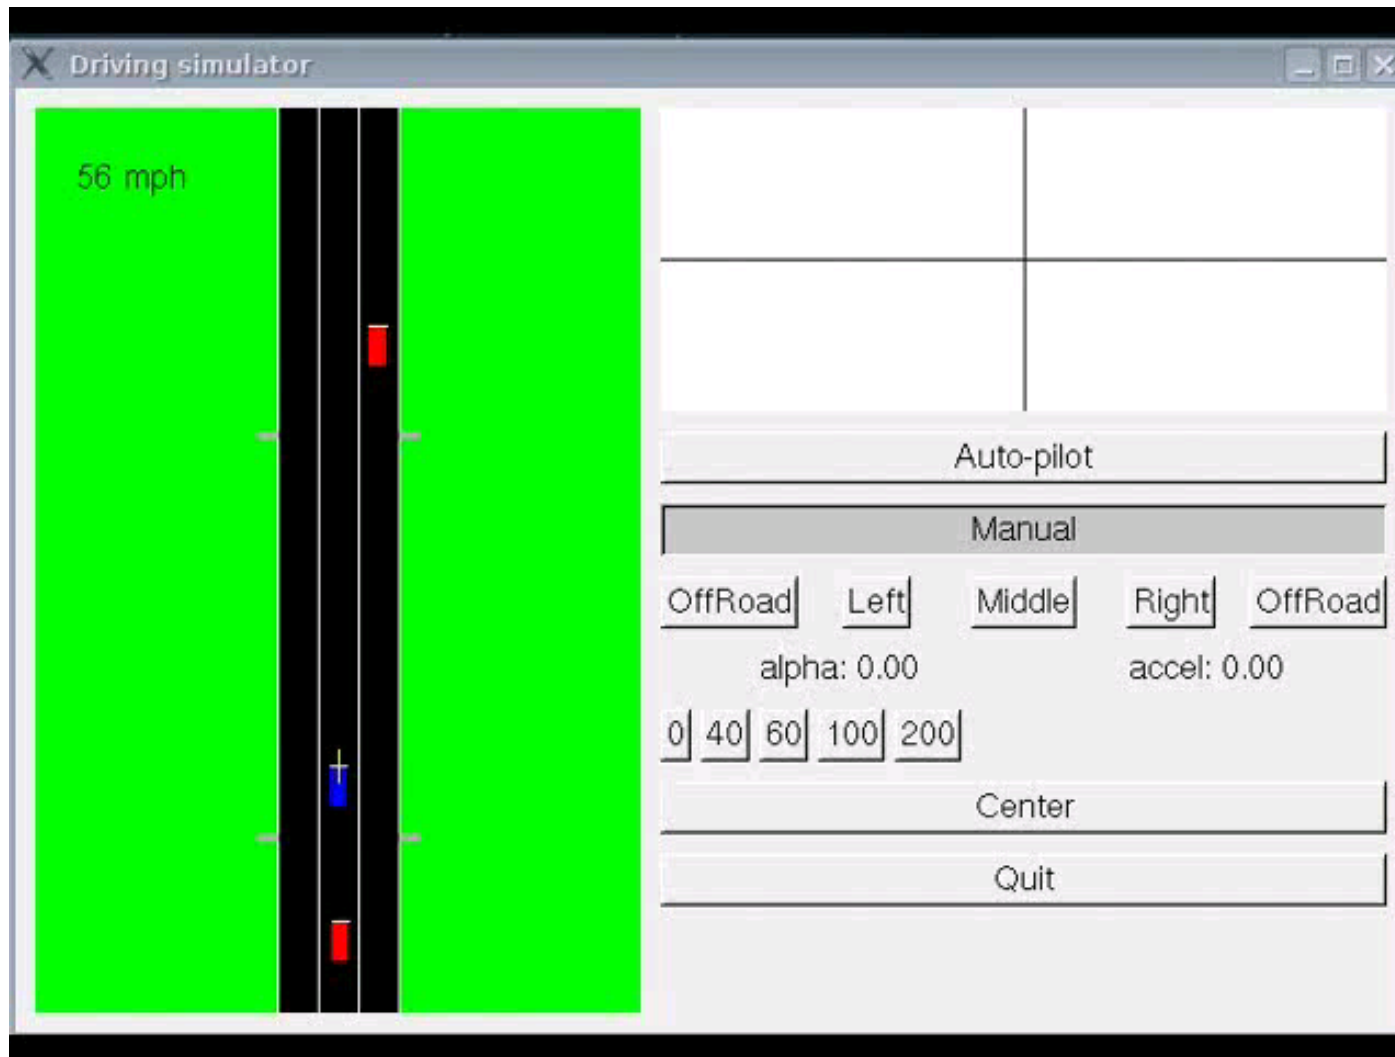 Driving simulator
56 mph
Auto-pilot
Manual
OffRoad Left Middle Right OffRoad
alpha: 0.00 accel: 0.00
0 40 60 100 200
Center
Quit